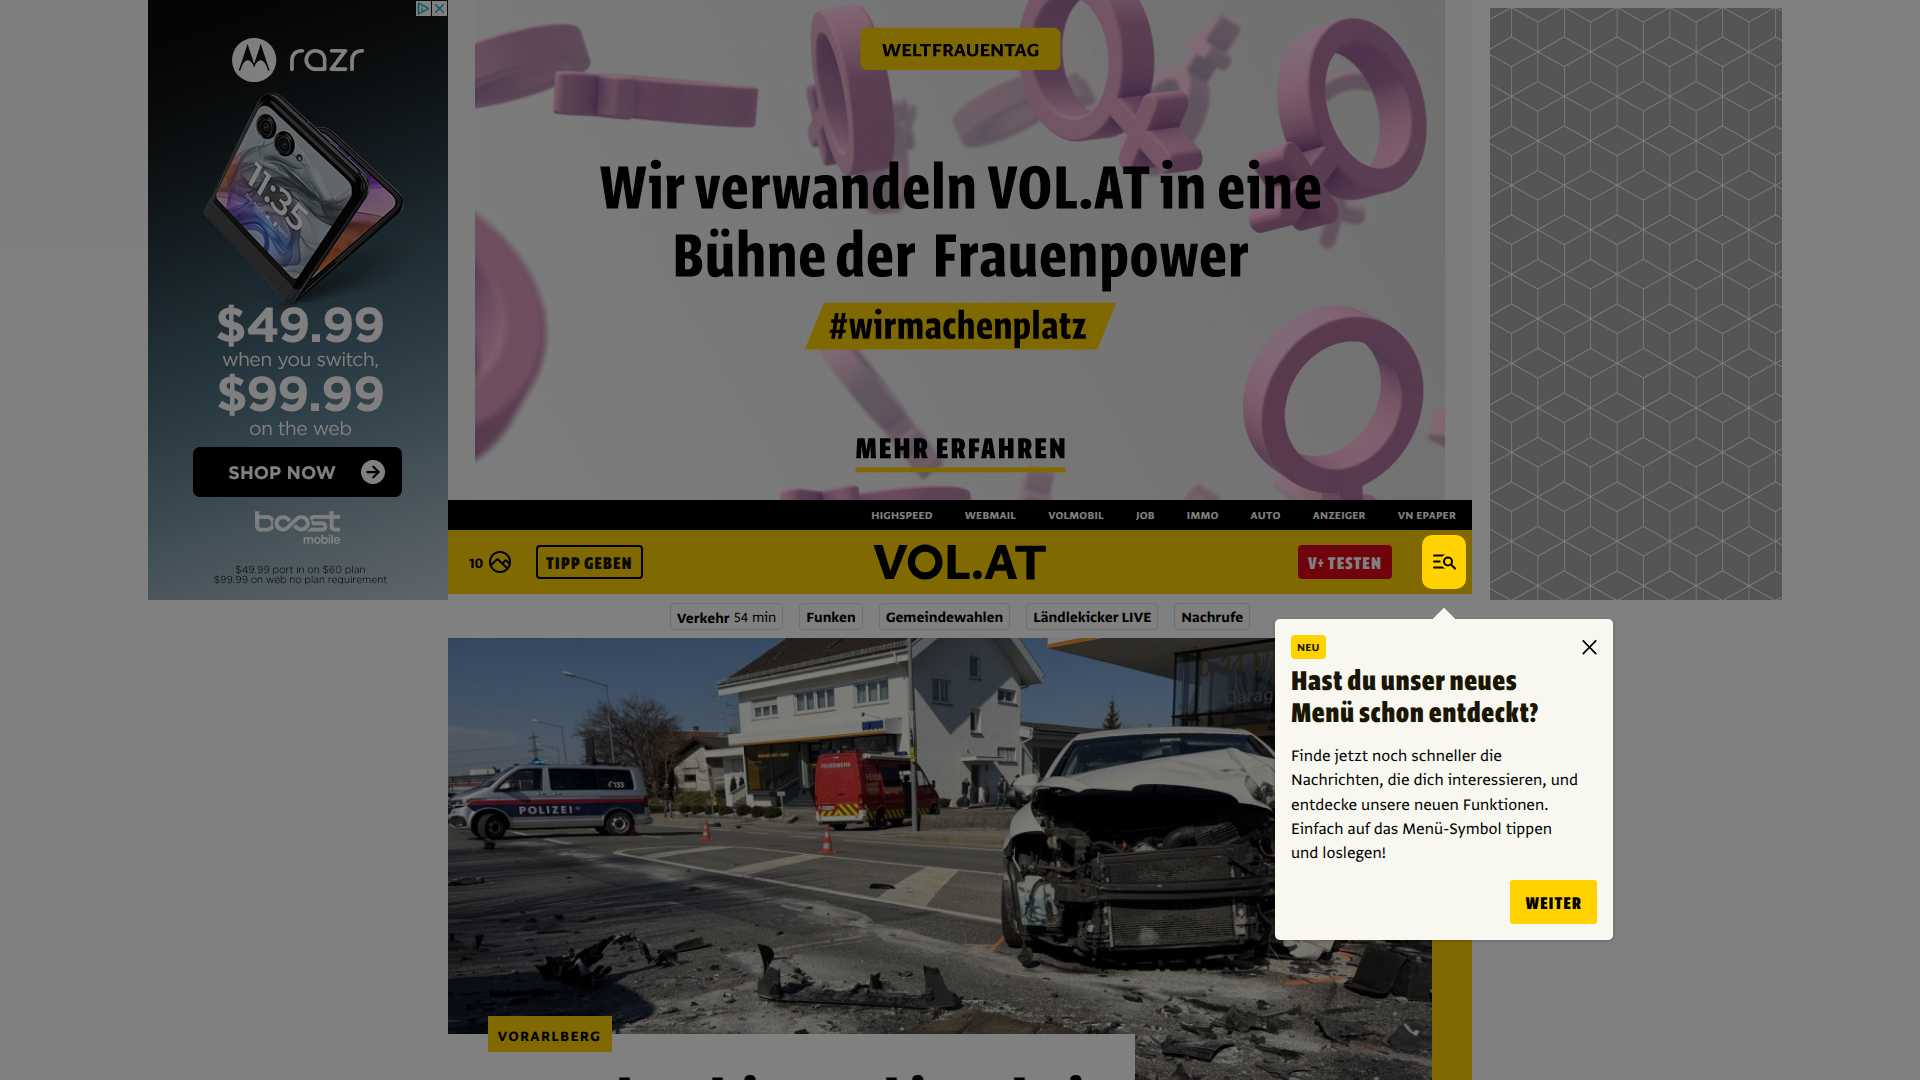 razr
11:35
$49.99
when you switch,
$99.99
on the web
SHOP NOW
boost
mobile
$49.99 port in on $60 plan
$99.99 on web no plan requirement
WELTFRAUENTAG
Wir verwandeln VOL.AT in eine
Bühne der Frauenpower
#wirmachenplatz
MEHR ERFAHREN
HIGHSPEED WEBMAIL VOLMOBIL JOB IMMO AUTO ANZEIGER VN EPAPER
10 TIPP GEBEN VOL.AT V+ TESTEN
Verkehr 54 min Funken Gemeindewahlen Ländlekicker LIVE Nachrufe
POLIZEI
133
FEUERWEHR
NEU
Hast du unser neues
Menü schon entdeckt?
Finde jetzt noch schneller die
Nachrichten, die dich interessieren, und
entdecke unsere neuen Funktionen.
Einfach auf das Menü-Symbol tippen
und loslegen!
WEITER
VORARLBERG